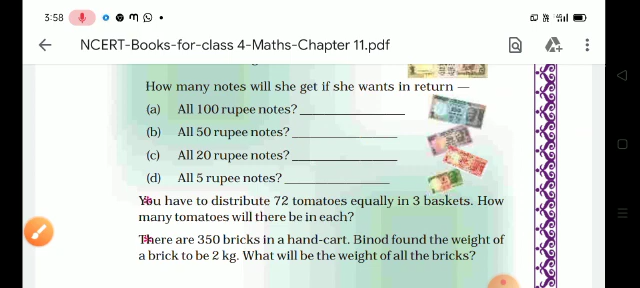 3:58
NCERT-Books-for-class 4-Maths-Chapter 11.pdf
How many notes will she get if she wants in return —
(a) All 100 rupee notes? ____________
(b) All 50 rupee notes? ____________
(c) All 20 rupee notes? ____________
(d) All 5 rupee notes? ____________
You have to distribute 72 tomatoes equally in 3 baskets. How
many tomatoes will there be in each?
There are 350 bricks in a hand-cart. Binod found the weight of
a brick to be 2 kg. What will be the weight of all the bricks?